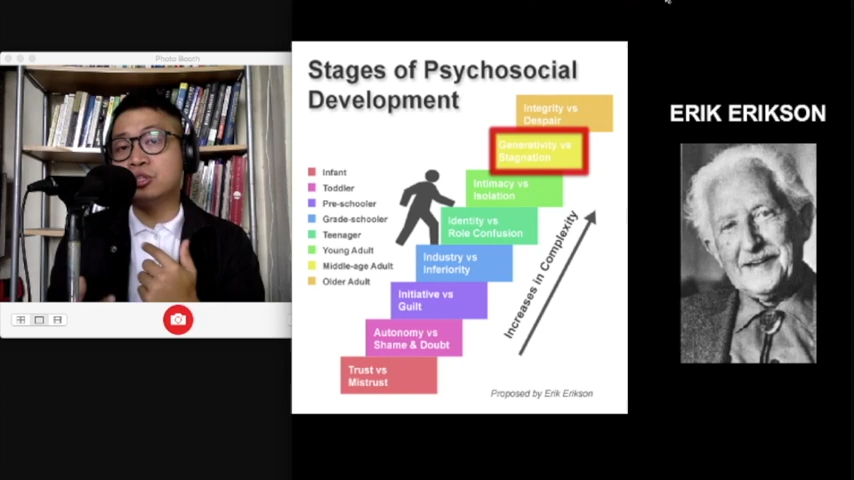 Photo Booth
Stages of Psychosocial
Development
Infant
Toddler
Pre-schooler
Grade-schooler
Teenager
Young Adult
Middle-age Adult
Older Adult
Integrity vs
Despair
Generativity vs
Stagnation
Intimacy vs
Isolation
Identity vs
Role Confusion
Industry vs
Inferiority
Initiative vs
Guilt
Autonomy vs
Shame & Doubt
Trust vs
Mistrust
Increases in Complexity
Proposed by Erik Erikson
ERIK ERIKSON